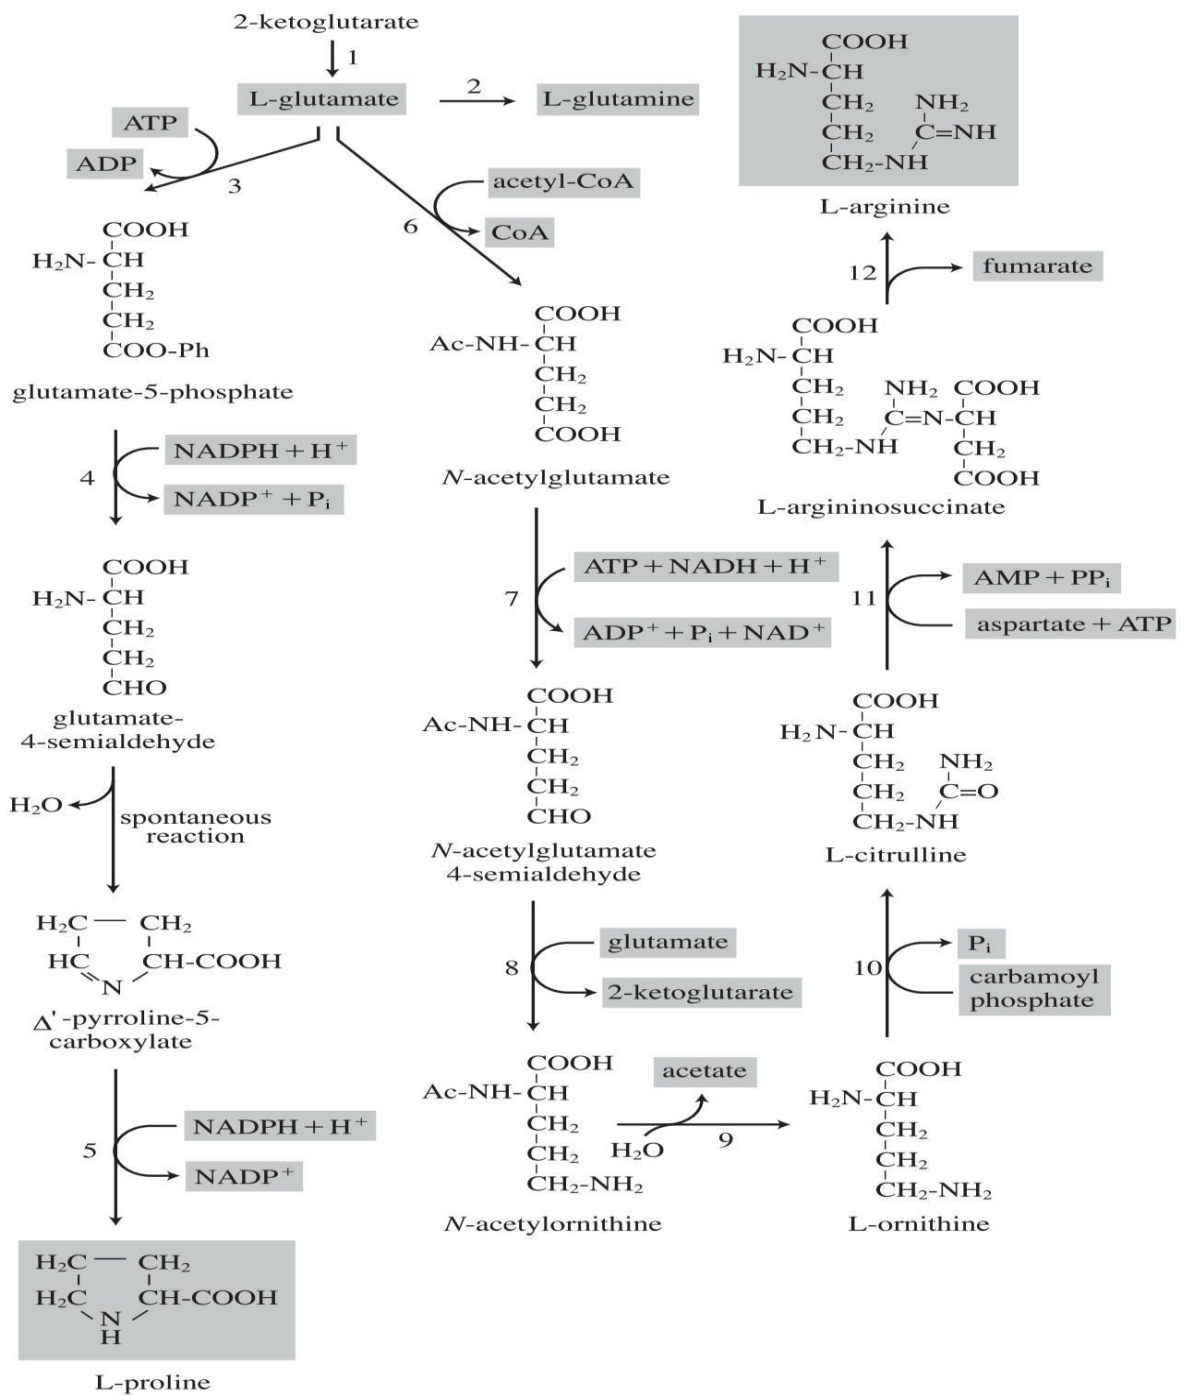 2-ketoglutarate
1
L-glutamate
2
L-glutamine
ATP
ADP
3
COOH
H₂N- CH
CH₂
CH₂
COO-Ph
glutamate-5-phosphate
4
NADPH + H⁺
NADP⁺ + Pᵢ
COOH
H₂N- CH
CH₂
CH₂
CHO
glutamate-
4-semialdehyde
H₂O
spontaneous
reaction
H₂C — CH₂
HC CH-COOH
N
Δ'-pyrroline-5-
carboxylate
5
NADPH + H⁺
NADP⁺
H₂C — CH₂
H₂C CH-COOH
N
H
L-proline
6
acetyl-CoA
CoA
COOH
Ac-NH- CH
CH₂
CH₂
COOH
N-acetylglutamate
7
ATP + NADH + H⁺
ADP⁺ + Pᵢ + NAD⁺
COOH
Ac-NH- CH
CH₂
CH₂
CHO
N-acetylglutamate
4-semialdehyde
8
glutamate
2-ketoglutarate
COOH
Ac-NH- CH
CH₂
CH₂
CH₂-NH₂
N-acetylornithine
acetate
H₂O
9
COOH
H₂N- CH
CH₂
CH₂
CH₂-NH₂
L-ornithine
10
Pᵢ
carbamoyl
phosphate
COOH
H₂N- CH
CH₂ NH₂
CH₂ C=O
CH₂-NH
L-citrulline
11
AMP + PPᵢ
aspartate + ATP
COOH
H₂N- CH
CH₂ NH₂ COOH
CH₂ C=N-CH
CH₂-NH CH₂
COOH
L-argininosuccinate
12
fumarate
COOH
H₂N- CH
CH₂ NH₂
CH₂ C=NH
CH₂-NH
L-arginine